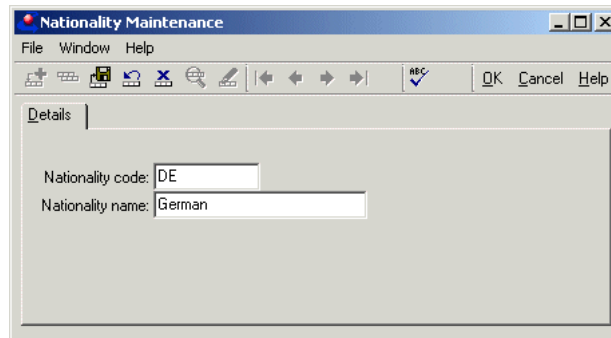 Nationality Maintenance
File Window Help
ABC OK Cancel Help
Details
Nationality code: DE
Nationality name: German